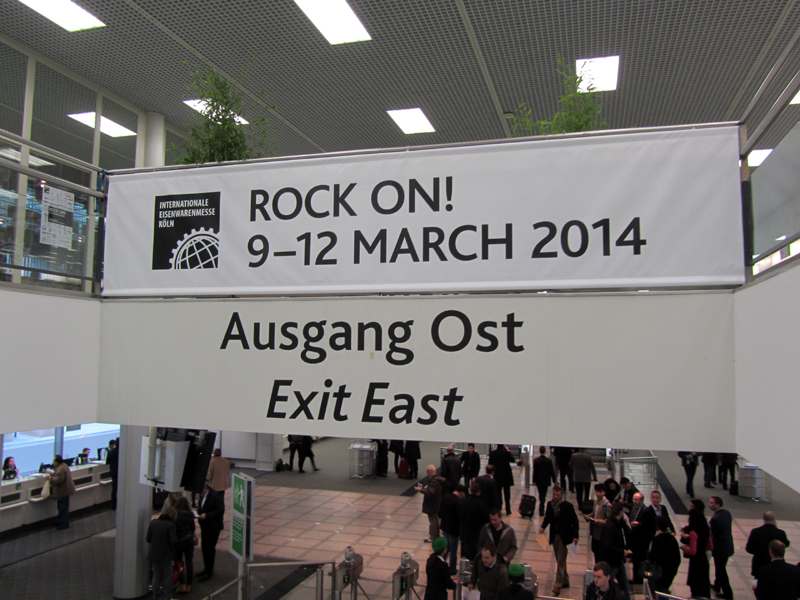 INTERNATIONALE
EISENWARENMESSE
KÖLN
ROCK ON!
9–12 MARCH 2014
Ausgang Ost
Exit East